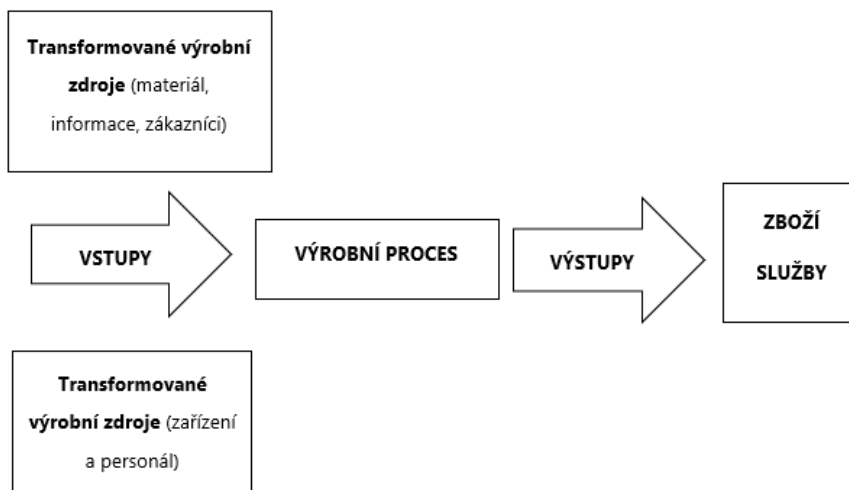 Transformované výrobní
zdroje (materiál,
informace, zákazníci)
VSTUPY
VÝROBNÍ PROCES
VÝSTUPY
ZBOŽÍ
SLUŽBY
Transformované
výrobní zdroje (zařízení
a personál)